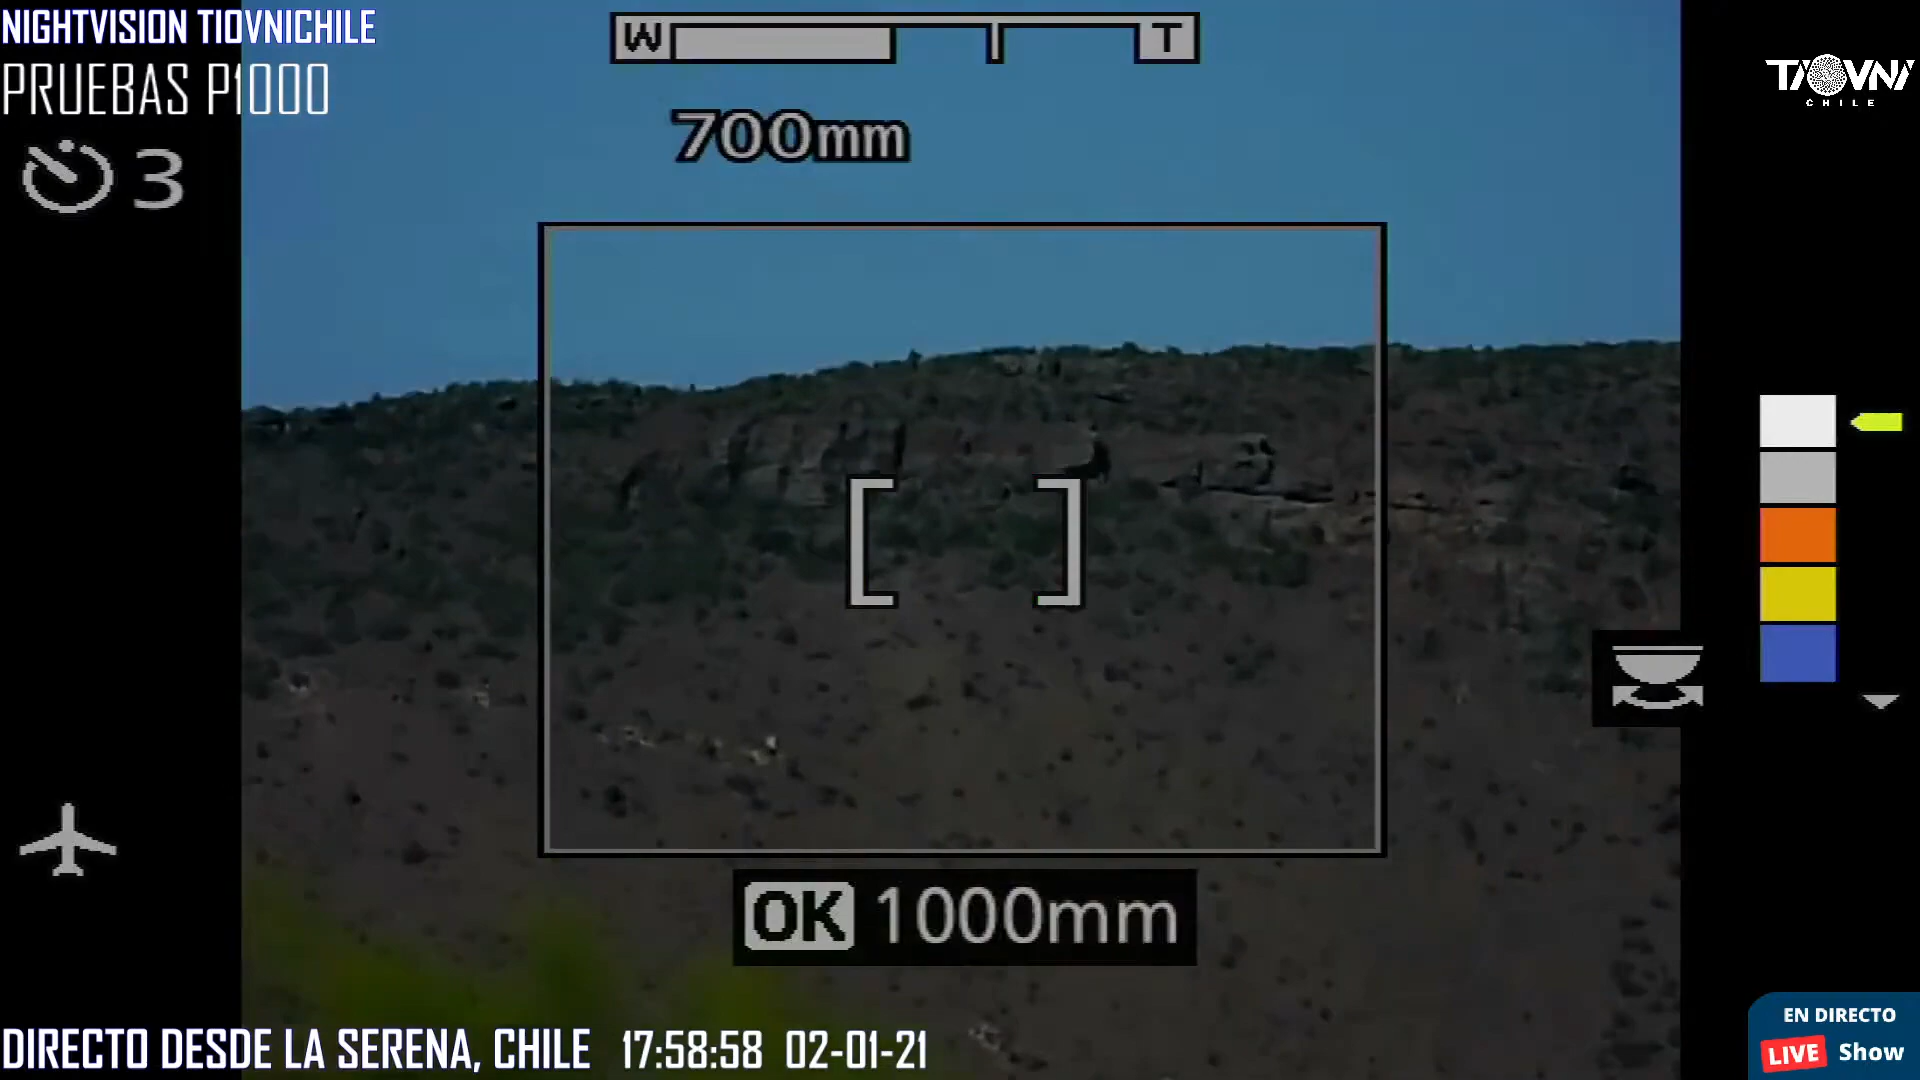 NIGHTVISION TIOVNICHILE
PRUEBAS P1000
3
W T
700mm
TIOVNI
CHILE
OK 1000mm
DIRECTO DESDE LA SERENA, CHILE 17:58:58 02-01-21
EN DIRECTO
LIVE Show